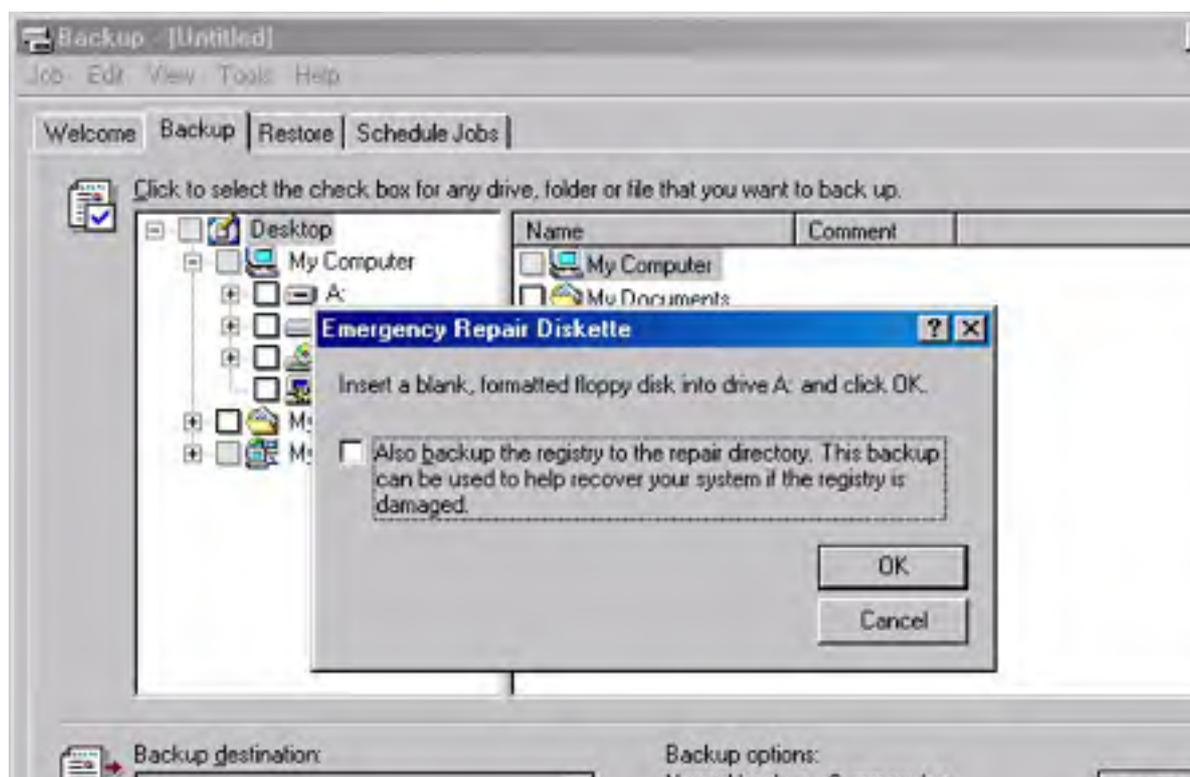 Backup - [Untitled]
Job Edit View Tools Help
Welcome Backup Restore Schedule Jobs
Click to select the check box for any drive, folder or file that you want to back up.
Desktop
My Computer
A:
My
My
Name Comment
My Computer
My Documents
Emergency Repair Diskette
Insert a blank, formatted floppy disk into drive A: and click OK.
Also backup the registry to the repair directory. This backup
can be used to help recover your system if the registry is
damaged.
OK
Cancel
Backup destination:
Backup options: